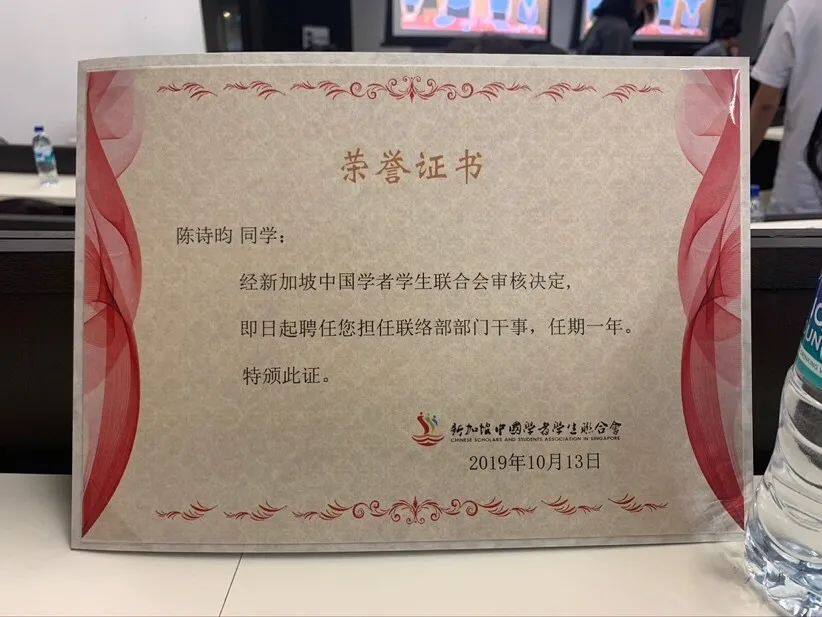 荣誉证书
陈诗昀 同学：
经新加坡中国学者学生联合会审核决定,
即日起聘任您担任联络部部门干事，任期一年。
特颁此证。
新加坡中國学者学生联合會
CHINESE SCHOLARS AND STUDENTS ASSOCIATION IN SINGAPORE
2019年10月13日